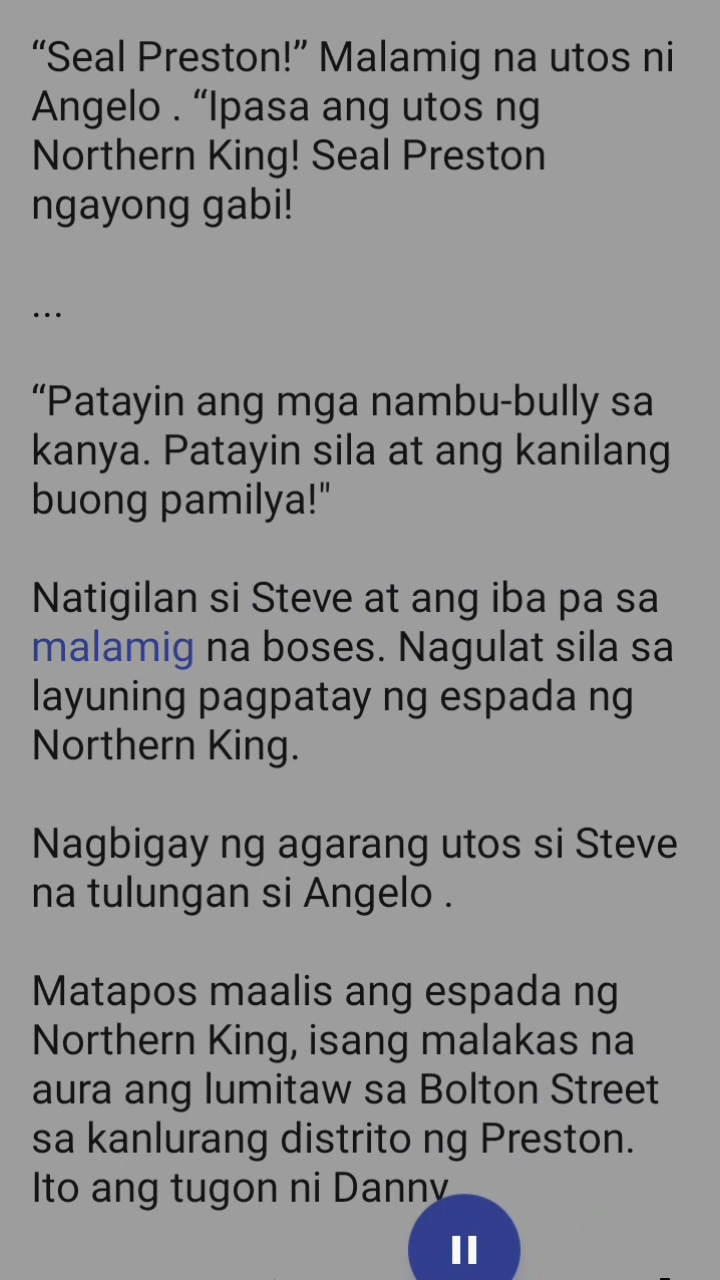 “Seal Preston!” Malamig na utos ni
Angelo . “Ipasa ang utos ng
Northern King! Seal Preston
ngayong gabi!
...
“Patayin ang mga nambu-bully sa
kanya. Patayin sila at ang kanilang
buong pamilya!"
Natigilan si Steve at ang iba pa sa
malamig na boses. Nagulat sila sa
layuning pagpatay ng espada ng
Northern King.
Nagbigay ng agarang utos si Steve
na tulungan si Angelo .
Matapos maalis ang espada ng
Northern King, isang malakas na
aura ang lumitaw sa Bolton Street
sa kanlurang distrito ng Preston.
Ito ang tugon ni Danny